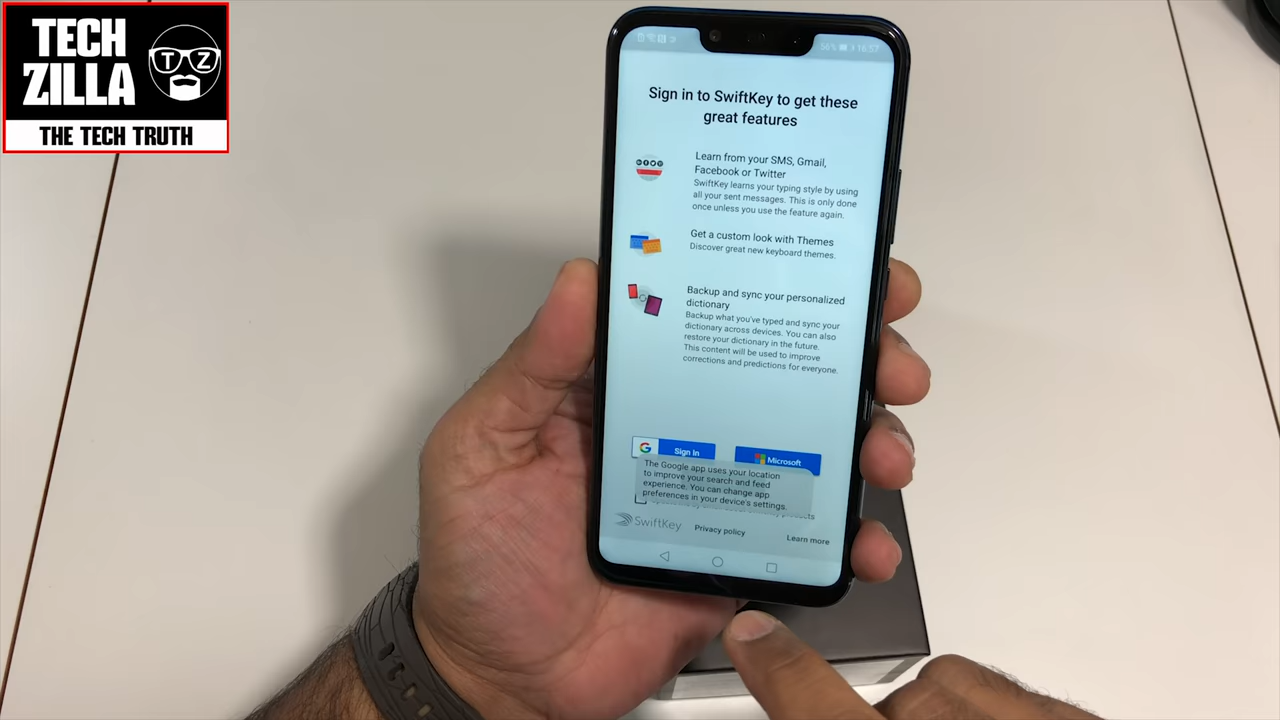 TECH
ZILLA
TZ
THE TECH TRUTH
56% 16:57
Sign in to SwiftKey to get these
great features
Learn from your SMS, Gmail,
Facebook or Twitter
SwiftKey learns your typing style by using
all your sent messages. This is only done
once unless you use the feature again.
Get a custom look with Themes
Discover great new keyboard themes.
Backup and sync your personalized
dictionary
Backup what you've typed and sync your
dictionary across devices. You can also
restore your dictionary in the future.
This content will be used to improve
corrections and predictions for everyone.
G Sign In
Microsoft
The Google app uses your location
to improve your search and feed
experience. You can change app
preferences in your device's settings.
SwiftKey
Privacy policy
Learn more